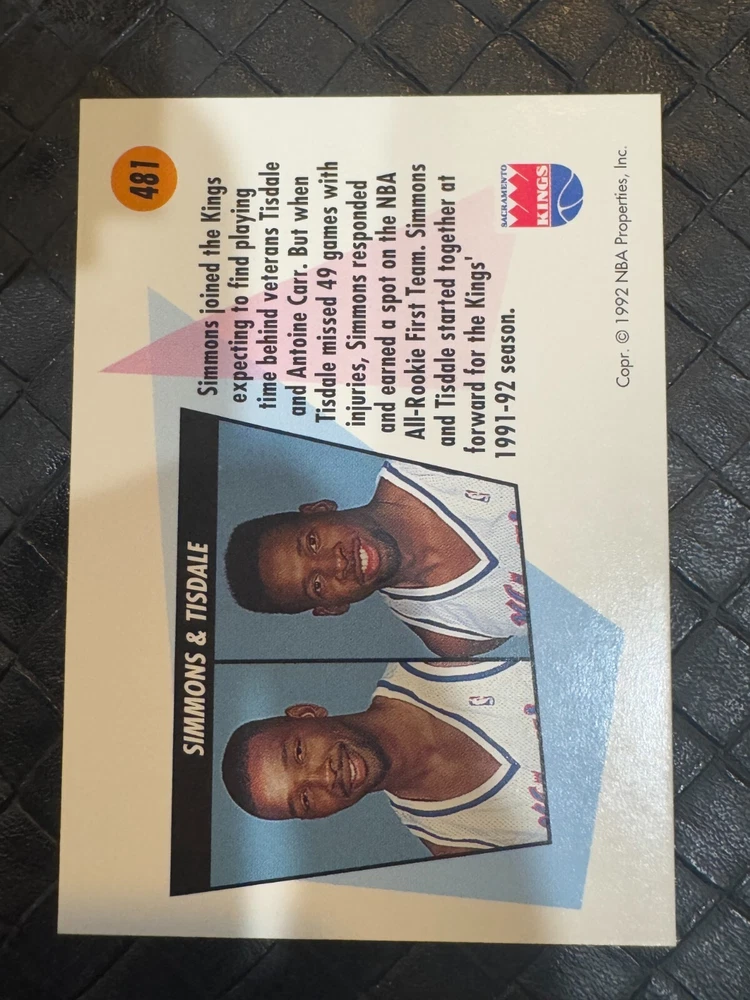 481
SIMMONS & TISDALE
Simmons joined the Kings
expecting to find playing
time behind veterans Tisdale
and Antoine Carr. But when
Tisdale missed 49 games with
injuries, Simmons responded
and earned a spot on the NBA
All-Rookie First Team. Simmons
and Tisdale started together at
forward for the Kings'
1991-92 season.
SACRAMENTO
KINGS
Copr. © 1992 NBA Properties, Inc.